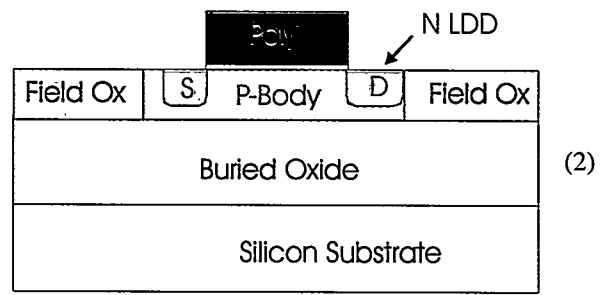 Poly
N LDD
Field Ox
S
P-Body
D
Field Ox
Buried Oxide
(2)
Silicon Substrate